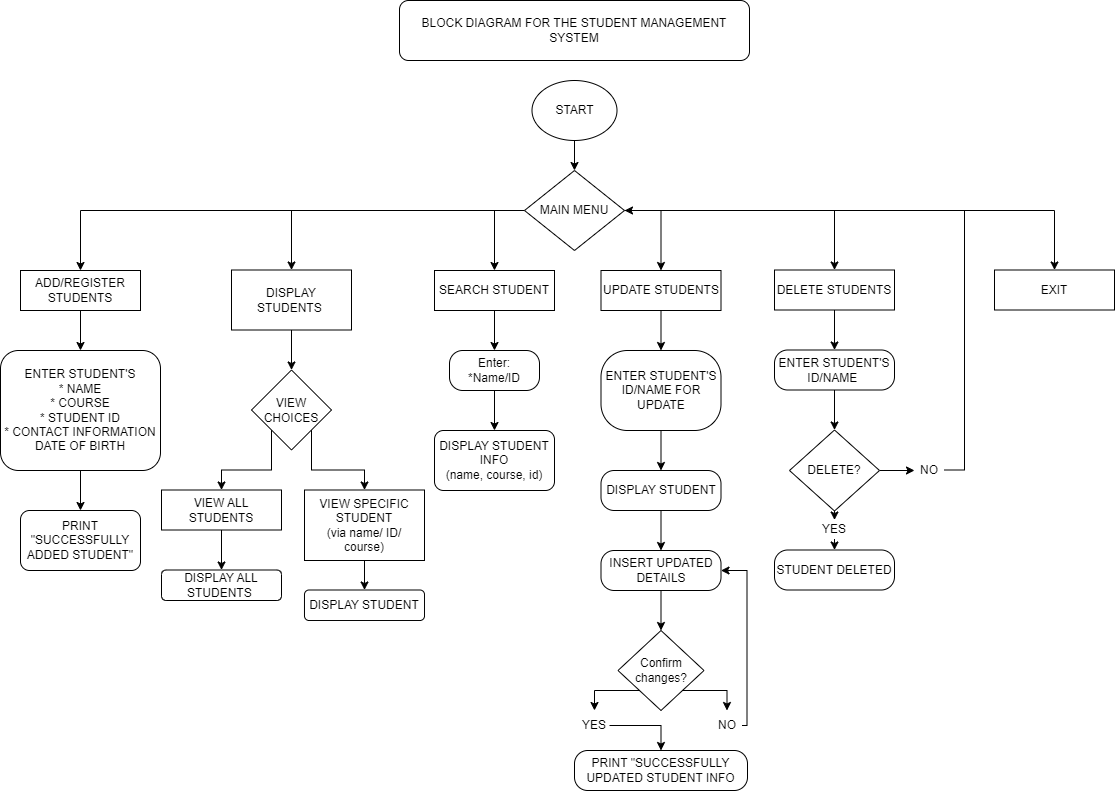 BLOCK DIAGRAM FOR THE STUDENT MANAGEMENT
SYSTEM
START
MAIN MENU
ADD/REGISTER
STUDENTS
DISPLAY
STUDENTS
SEARCH STUDENT
UPDATE STUDENTS
DELETE STUDENTS
EXIT
ENTER STUDENT'S
* NAME
* COURSE
* STUDENT ID
* CONTACT INFORMATION
DATE OF BIRTH
PRINT
"SUCCESSFULLY
ADDED STUDENT"
VIEW
CHOICES
VIEW ALL
STUDENTS
DISPLAY ALL
STUDENTS
VIEW SPECIFIC
STUDENT
(via name/ ID/
course)
DISPLAY STUDENT
Enter:
*Name/ID
DISPLAY STUDENT
INFO
(name, course, id)
ENTER STUDENT'S
ID/NAME FOR
UPDATE
DISPLAY STUDENT
INSERT UPDATED
DETAILS
Confirm
changes?
YES
NO
PRINT "SUCCESSFULLY
UPDATED STUDENT INFO
ENTER STUDENT'S
ID/NAME
DELETE?
NO
YES
STUDENT DELETED